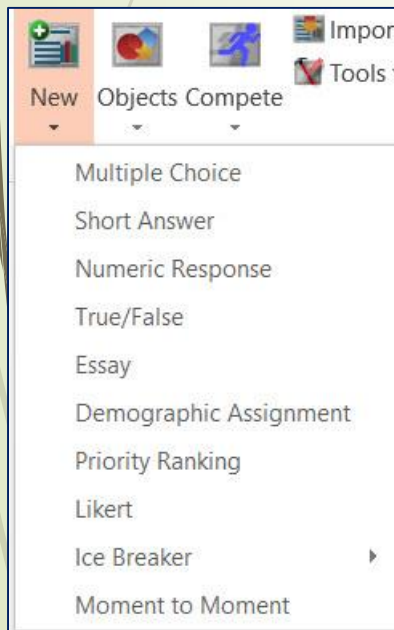 Impor
Tools
New Objects Compete
Multiple Choice
Short Answer
Numeric Response
True/False
Essay
Demographic Assignment
Priority Ranking
Likert
Ice Breaker
Moment to Moment